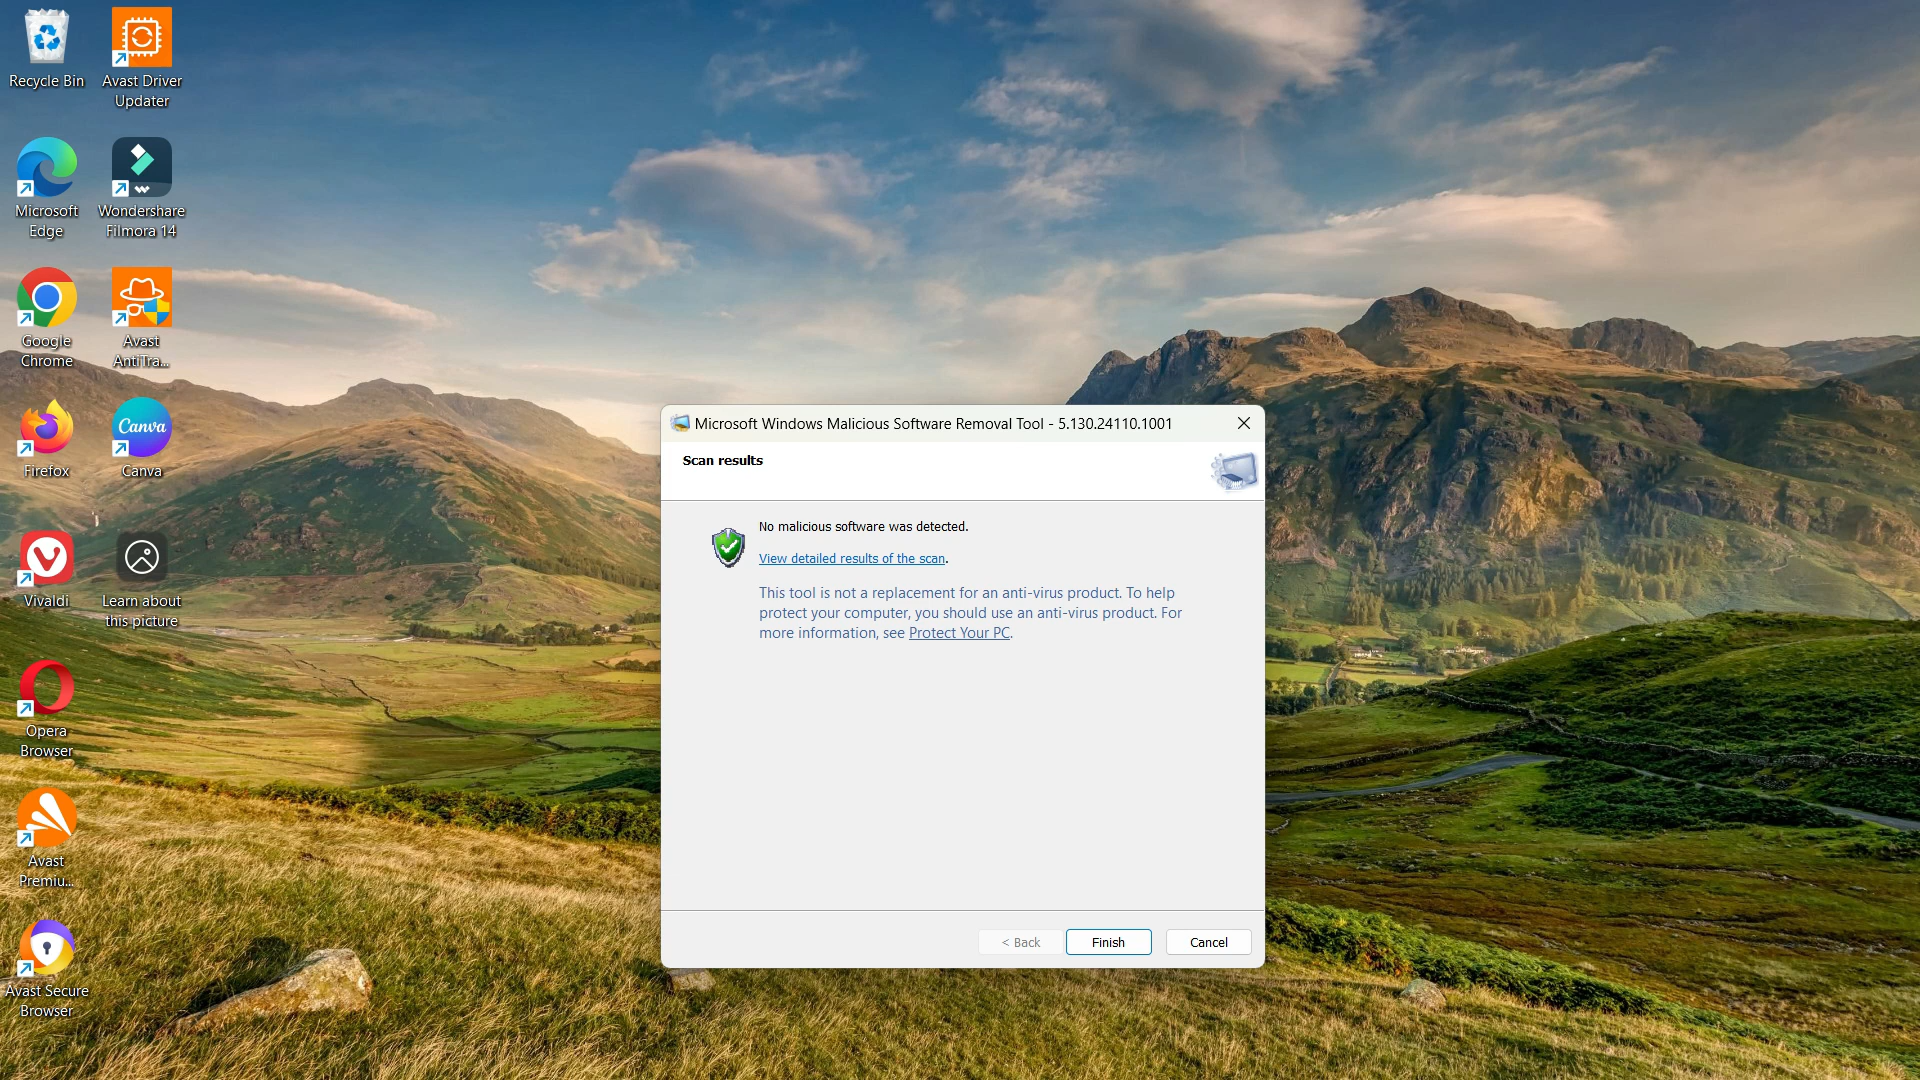 Recycle Bin
Avast Driver
Updater
Microsoft
Edge
Wondershare
Filmora 14
Google
Chrome
Avast
AntiTra...
Firefox
Canva
Canva
Vivaldi
Learn about
this picture
Opera
Browser
Avast
Premiu...
Avast Secure
Browser
Microsoft Windows Malicious Software Removal Tool - 5.130.24110.1001
Scan results
No malicious software was detected.
View detailed results of the scan.
This tool is not a replacement for an anti-virus product. To help
protect your computer, you should use an anti-virus product. For
more information, see Protect Your PC.
< Back
Finish
Cancel